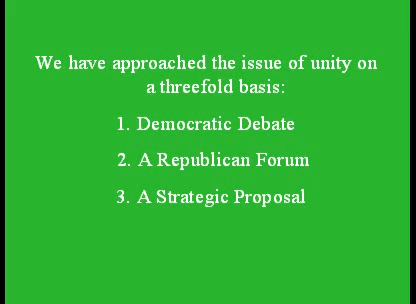 We have approached the issue of unity on
a threefold basis:
1. Democratic Debate
2. A Republican Forum
3. A Strategic Proposal